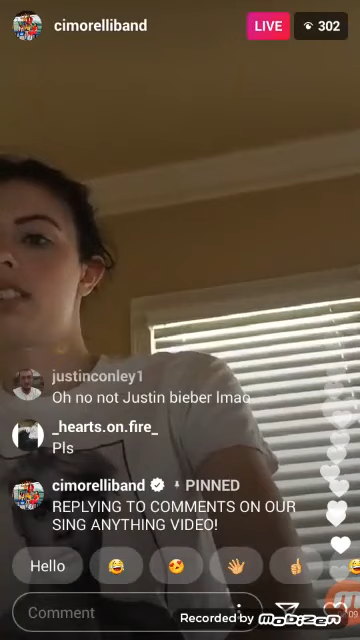 cimorelliband
LIVE
302
justinconley1
Oh no not Justin bieber lmao
_hearts.on.fire_
Pls
cimorelliband PINNED
REPLYING TO COMMENTS ON OUR
SING ANYTHING VIDEO!
Hello
Comment
Recorded by MOBIZEN